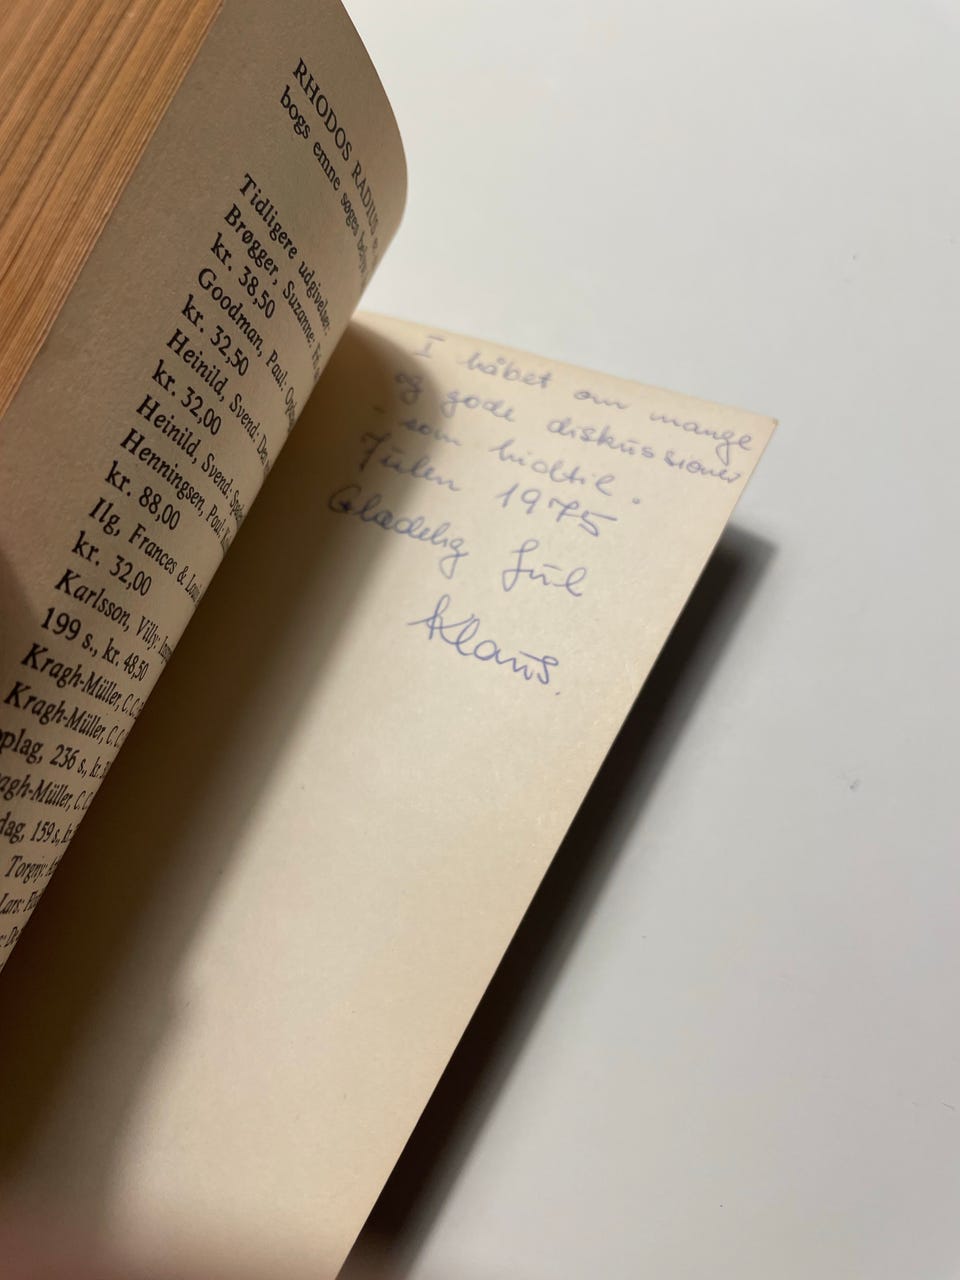 RHODOS RADIUS
bogs emne søges
Tidligere udgivelser:
Brøgger, Suzanne:
kr. 38,50
Goodman, Paul:
kr. 32,50
Heinild, Svend:
kr. 32,00
Heinild, Svend:
Henningsen, Poul:
kr. 88,00
Ilg, Frances &
kr. 32,00
Karlsson, Villy:
199 s., kr. 48,50
Kragh-Müller, C.C.
Kragh-Müller, C.C.
oplag, 236 s., kr.
agh-Müller, C.C.
159 s.,
Torgny:
Lars:
I håbet om mange
og gode diskussioner
som hidtil"
Julen 1975
Glædelig Jul
Klaus.